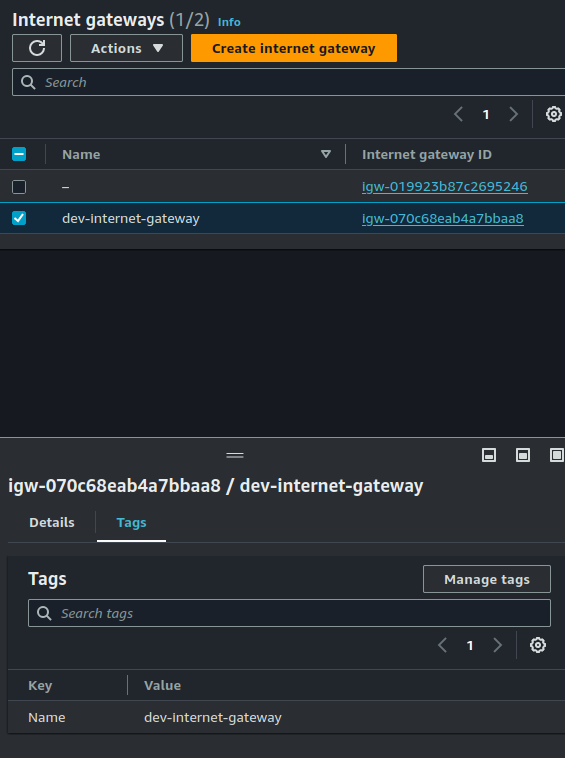 Internet gateways (1/2) Info
Actions ▼ Create internet gateway
Search
1
Name Internet gateway ID
– igw-019923b87c2695246
dev-internet-gateway igw-070c68eab4a7bbaa8
igw-070c68eab4a7bbaa8 / dev-internet-gateway
Details Tags
Tags Manage tags
Search tags
1
Key Value
Name dev-internet-gateway